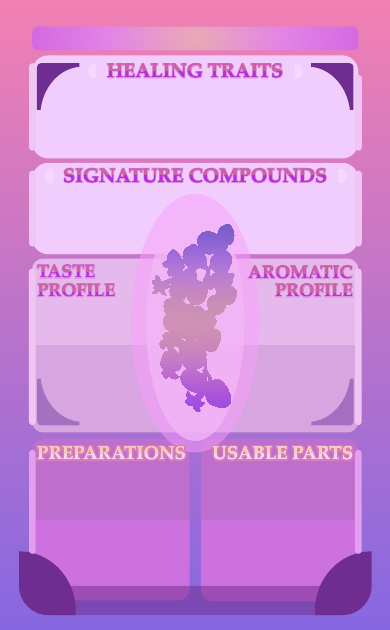 HEALING TRAITS
SIGNATURE COMPOUNDS
TASTE
PROFILE
AROMATIC
PROFILE
PREPARATIONS
USABLE PARTS